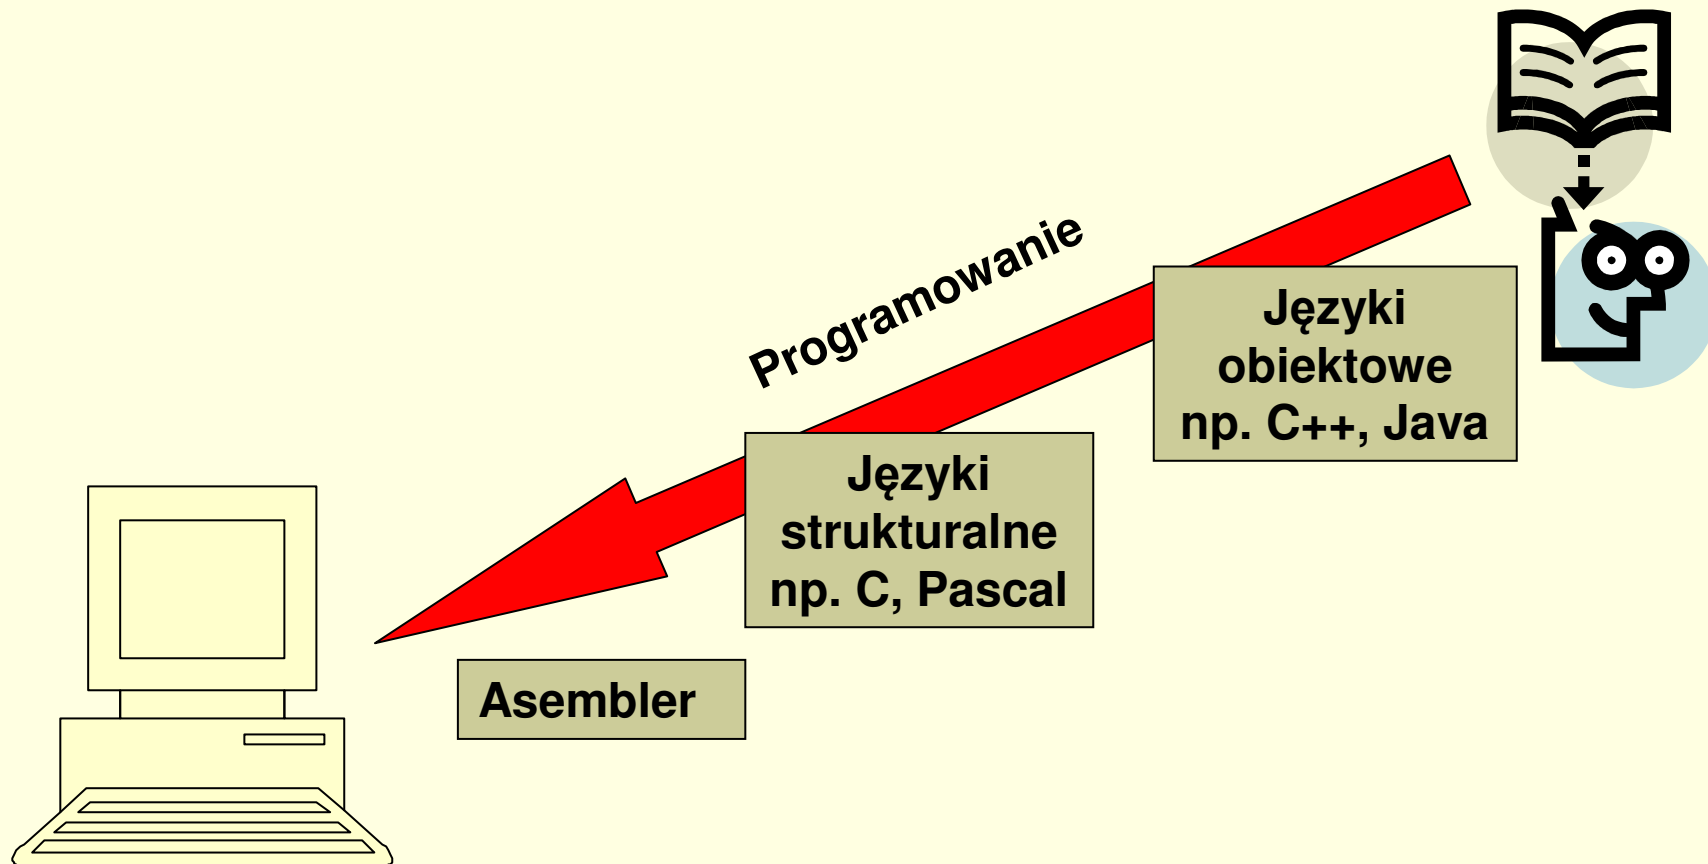 Programowanie
Języki
obiektowe
np. C++, Java
Języki
strukturalne
np. C, Pascal
Asembler